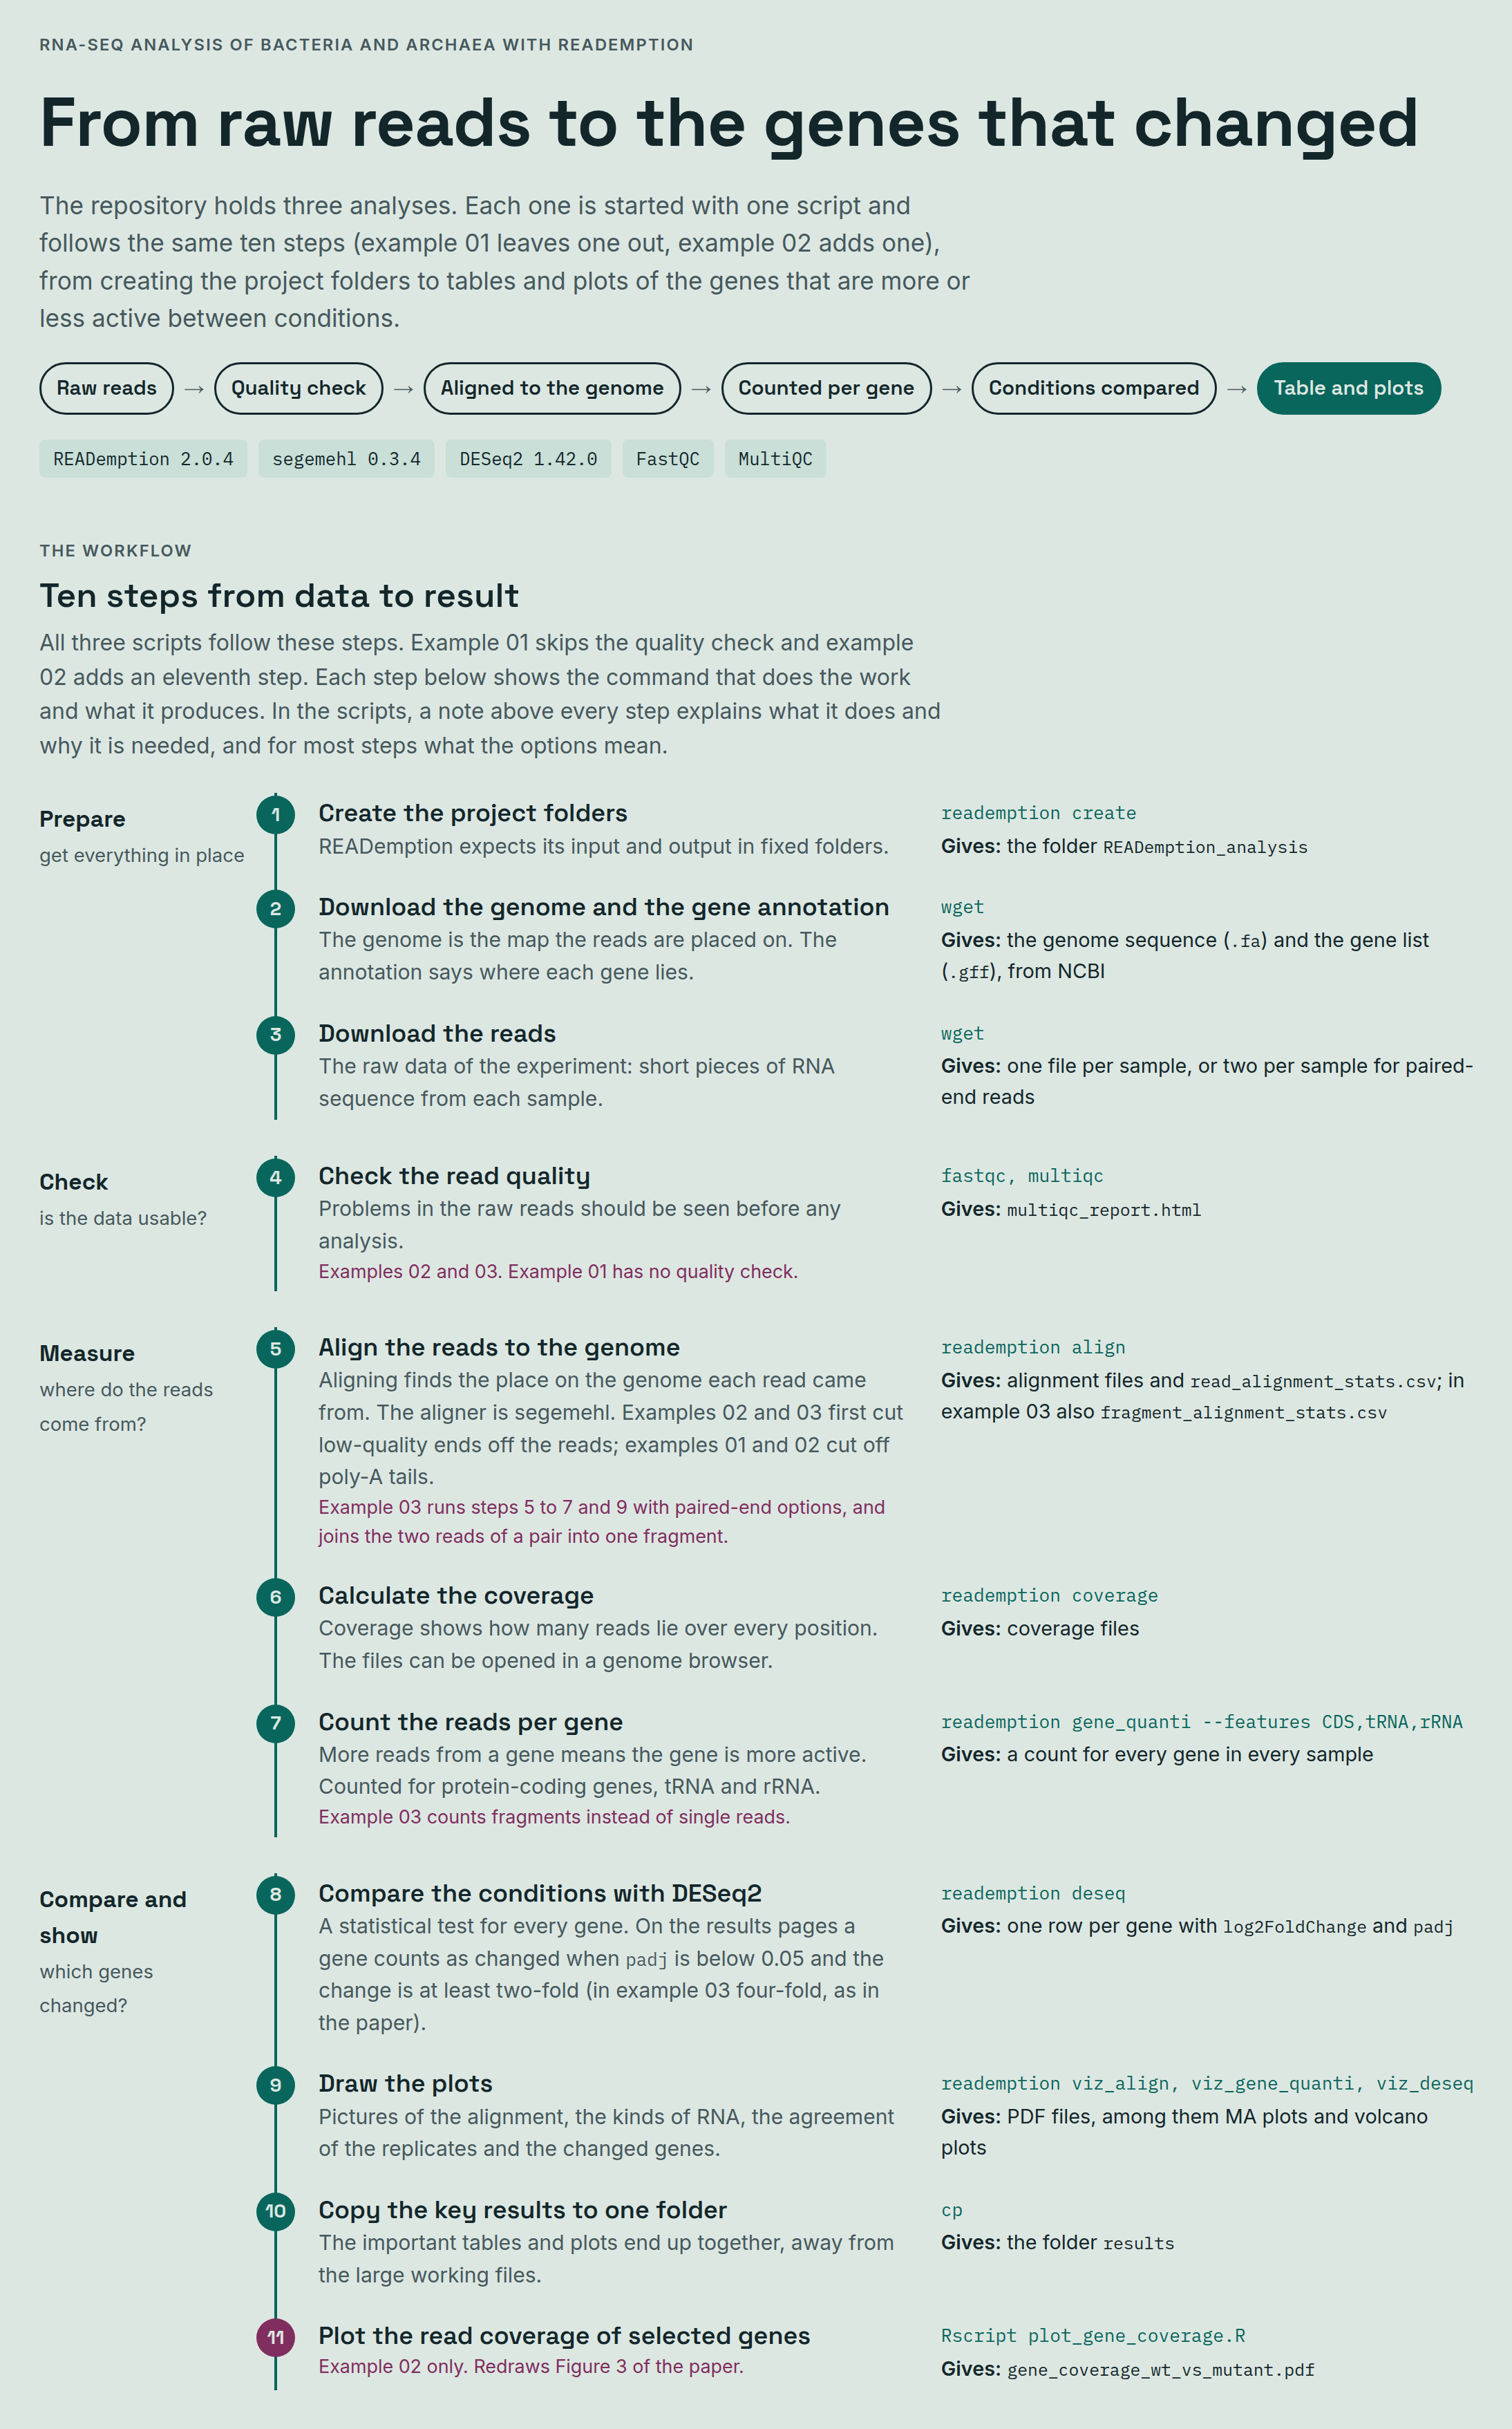 RNA-SEQ ANALYSIS OF BACTERIA AND ARCHAEA WITH READEMPTION
From raw reads to the genes that changed
The repository holds three analyses. Each one is started with one script and
follows the same ten steps (example 01 leaves one out, example 02 adds one),
from creating the project folders to tables and plots of the genes that are more or
less active between conditions.
Raw reads → Quality check → Aligned to the genome → Counted per gene → Conditions compared → Table and plots
READemption 2.0.4 segemehl 0.3.4 DESeq2 1.42.0 FastQC MultiQC
THE WORKFLOW
Ten steps from data to result
All three scripts follow these steps. Example 01 skips the quality check and example
02 adds an eleventh step. Each step below shows the command that does the work
and what it produces. In the scripts, a note above every step explains what it does and
why it is needed, and for most steps what the options mean.
Prepare
get everything in place
1
Create the project folders
READemption expects its input and output in fixed folders.
reademption create
Gives: the folder READemption_analysis
2
Download the genome and the gene annotation
The genome is the map the reads are placed on. The
annotation says where each gene lies.
wget
Gives: the genome sequence (.fa) and the gene list
(.gff), from NCBI
3
Download the reads
The raw data of the experiment: short pieces of RNA
sequence from each sample.
wget
Gives: one file per sample, or two per sample for paired-
end reads
Check
is the data usable?
4
Check the read quality
Problems in the raw reads should be seen before any
analysis.
Examples 02 and 03. Example 01 has no quality check.
fastqc, multiqc
Gives: multiqc_report.html
Measure
where do the reads
come from?
5
Align the reads to the genome
Aligning finds the place on the genome each read came
from. The aligner is segemehl. Examples 02 and 03 first cut
low-quality ends off the reads; examples 01 and 02 cut off
poly-A tails.
Example 03 runs steps 5 to 7 and 9 with paired-end options, and
joins the two reads of a pair into one fragment.
reademption align
Gives: alignment files and read_alignment_stats.csv; in
example 03 also fragment_alignment_stats.csv
6
Calculate the coverage
Coverage shows how many reads lie over every position.
The files can be opened in a genome browser.
reademption coverage
Gives: coverage files
7
Count the reads per gene
More reads from a gene means the gene is more active.
Counted for protein-coding genes, tRNA and rRNA.
Example 03 counts fragments instead of single reads.
reademption gene_quanti --features CDS,tRNA,rRNA
Gives: a count for every gene in every sample
Compare and
show
which genes
changed?
8
Compare the conditions with DESeq2
A statistical test for every gene. On the results pages a
gene counts as changed when padj is below 0.05 and the
change is at least two-fold (in example 03 four-fold, as in
the paper).
reademption deseq
Gives: one row per gene with log2FoldChange and padj
9
Draw the plots
Pictures of the alignment, the kinds of RNA, the agreement
of the replicates and the changed genes.
reademption viz_align, viz_gene_quanti, viz_deseq
Gives: PDF files, among them MA plots and volcano
plots
10
Copy the key results to one folder
The important tables and plots end up together, away from
the large working files.
cp
Gives: the folder results
11
Plot the read coverage of selected genes
Example 02 only. Redraws Figure 3 of the paper.
Rscript plot_gene_coverage.R
Gives: gene_coverage_wt_vs_mutant.pdf